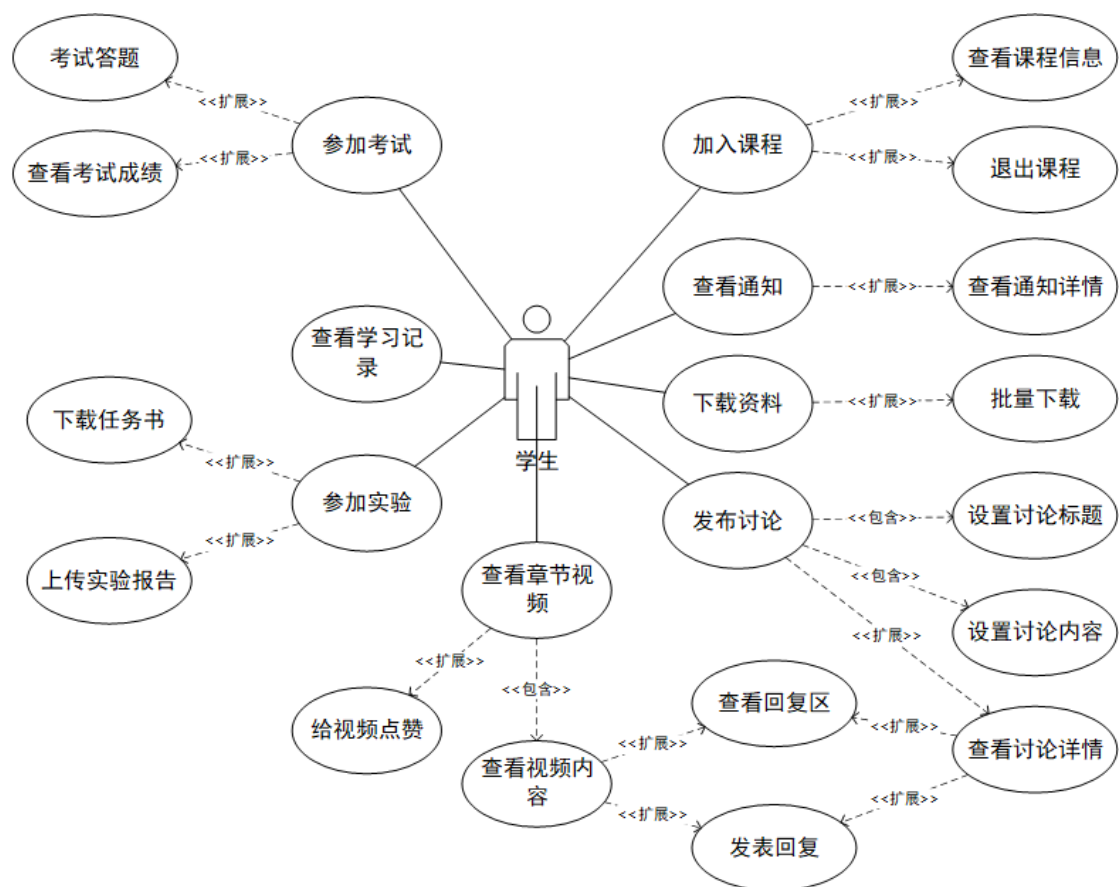 考试答题
查看课程信息
<<扩展>>
<<扩展>>
参加考试
加入课程
<<扩展>>
<<扩展>>
查看考试成绩
退出课程
查看通知
<<扩展>>
查看通知详情
查看学习记
录
下载资料
<<扩展>>
批量下载
下载任务书
学生
<<扩展>>
参加实验
发布讨论
<<包含>>
设置讨论标题
<<扩展>>
上传实验报告
查看章节视
频
<<包含>>
设置讨论内容
<<扩展>>
<<扩展>>
<<包含>>
查看回复区
给视频点赞
<<扩展>>
<<扩展>>
查看讨论详情
查看视频内
容
<<扩展>>
<<扩展>>
发表回复